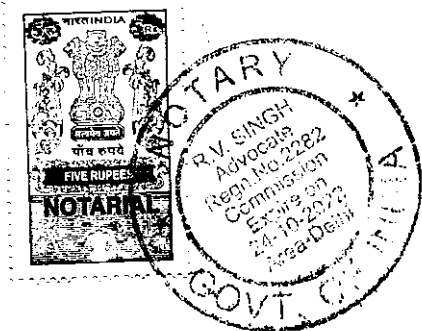 भारत INDIA
सत्यमेव जयते
पाँच रुपये
FIVE RUPEES
NOTARIAL
NOTARY
R.V. SINGH
Advocate
Regn.No.2282
Commission
Expire on
24-10-2022
Area-Delhi
GOVT. OF INDIA